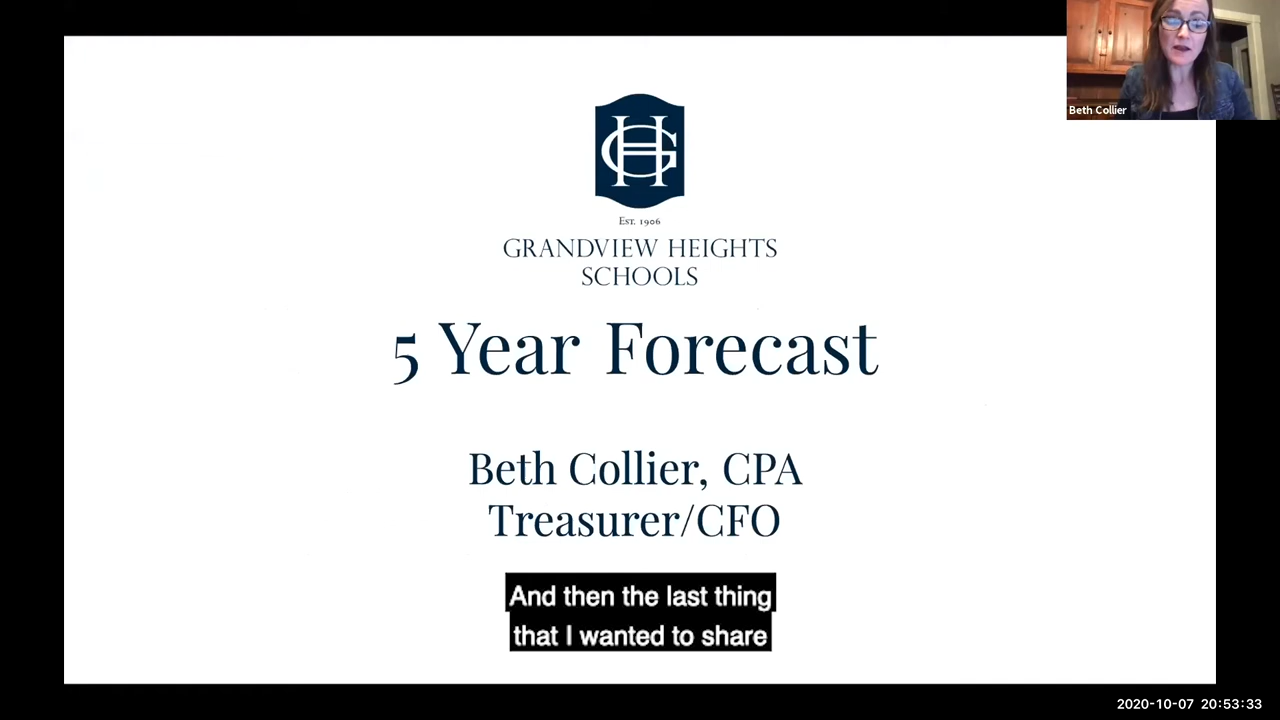 Beth Collier
GH
EST. 1906
GRANDVIEW HEIGHTS
SCHOOLS
5 Year Forecast
Beth Collier, CPA
Treasurer/CFO
And then the last thing
that I wanted to share
2020-10-07 20:53:33